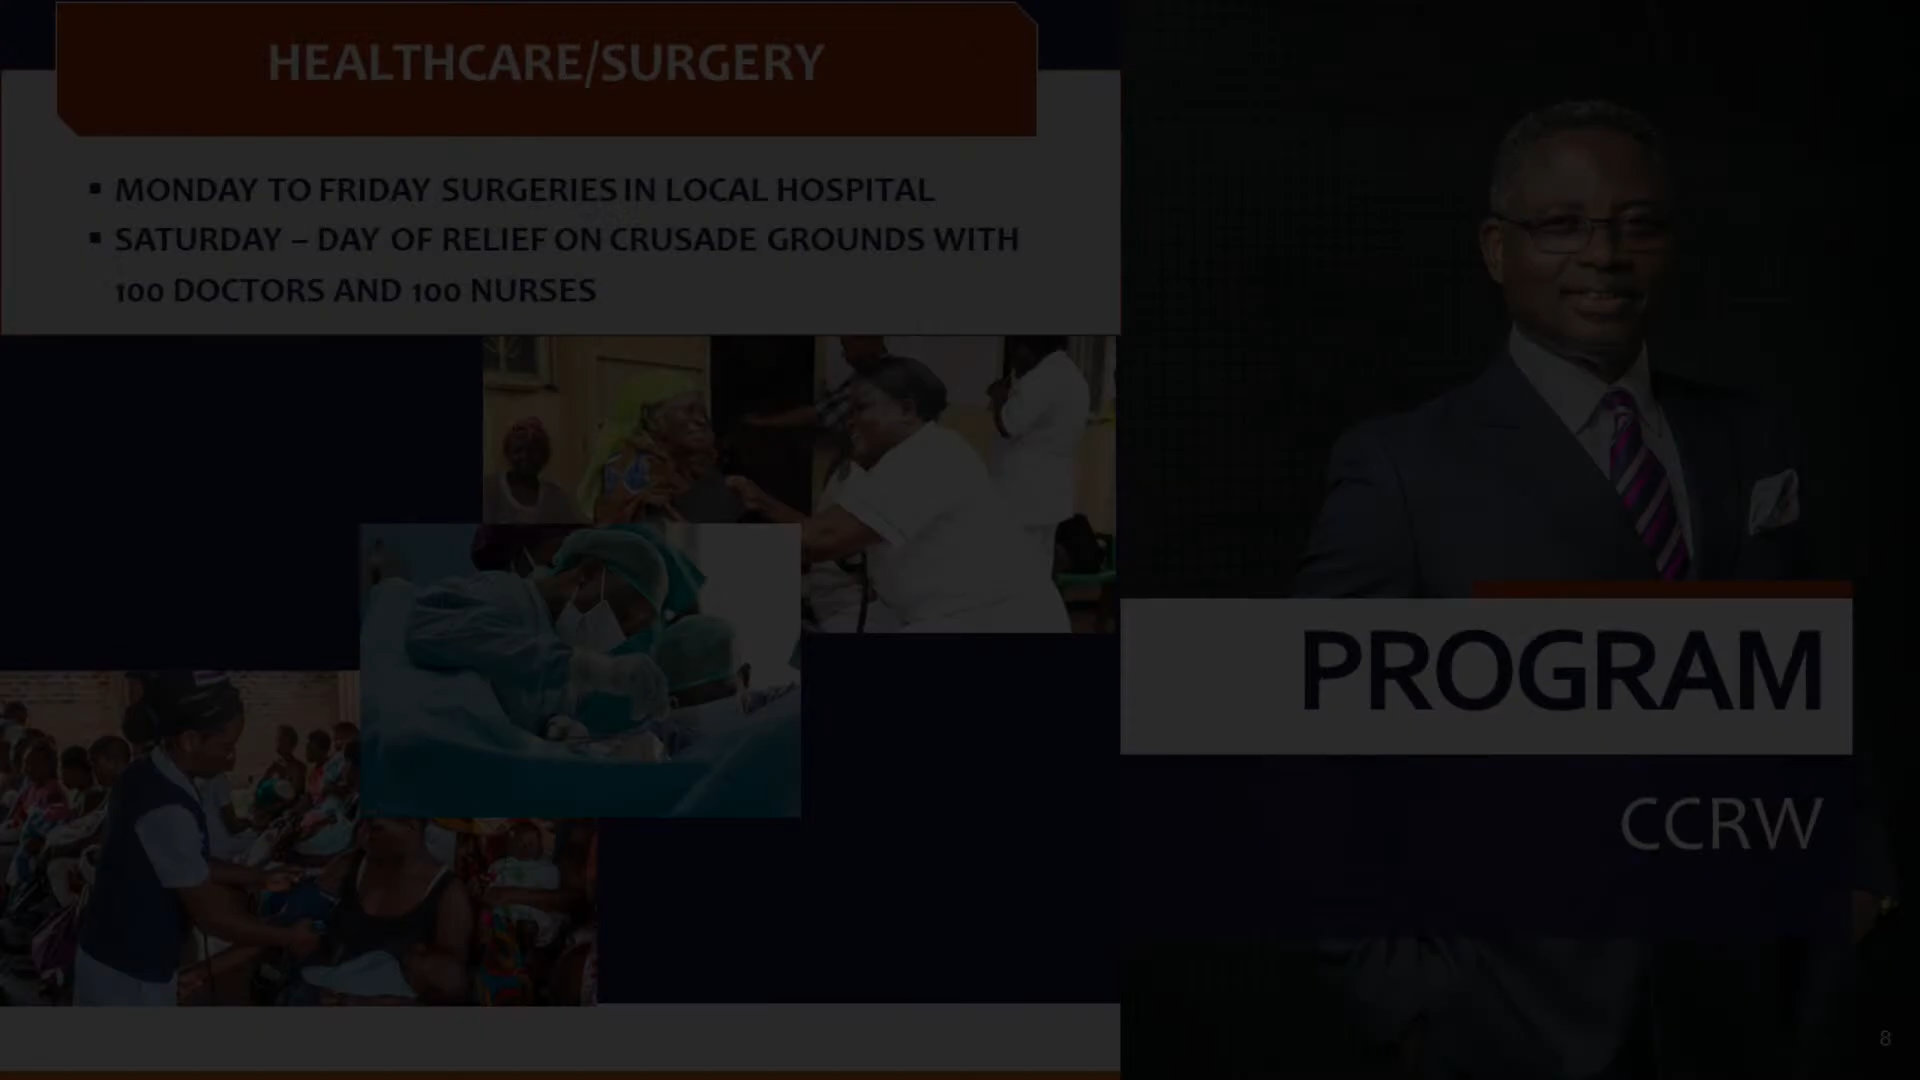 HEALTHCARE/SURGERY
▪ MONDAY TO FRIDAY SURGERIES IN LOCAL HOSPITAL
▪ SATURDAY – DAY OF RELIEF ON CRUSADE GROUNDS WITH
100 DOCTORS AND 100 NURSES
PROGRAM
CCRW
8